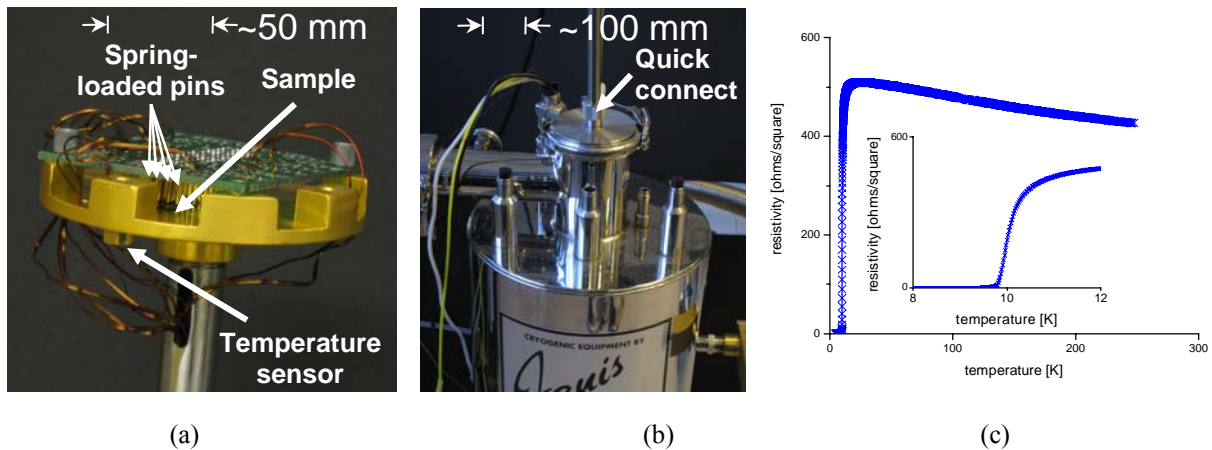 ~50 mm
Spring-
loaded pins
Sample
Temperature
sensor
(a)
~100 mm
Quick
connect
CRYOGENIC EQUIPMENT BY
Janis
(b)
600
400
200
0
resistivity [ohms/square]
0
100
200
300
temperature [K]
600
0
resistivity [ohms/square]
8
10
12
temperature [K]
(c)